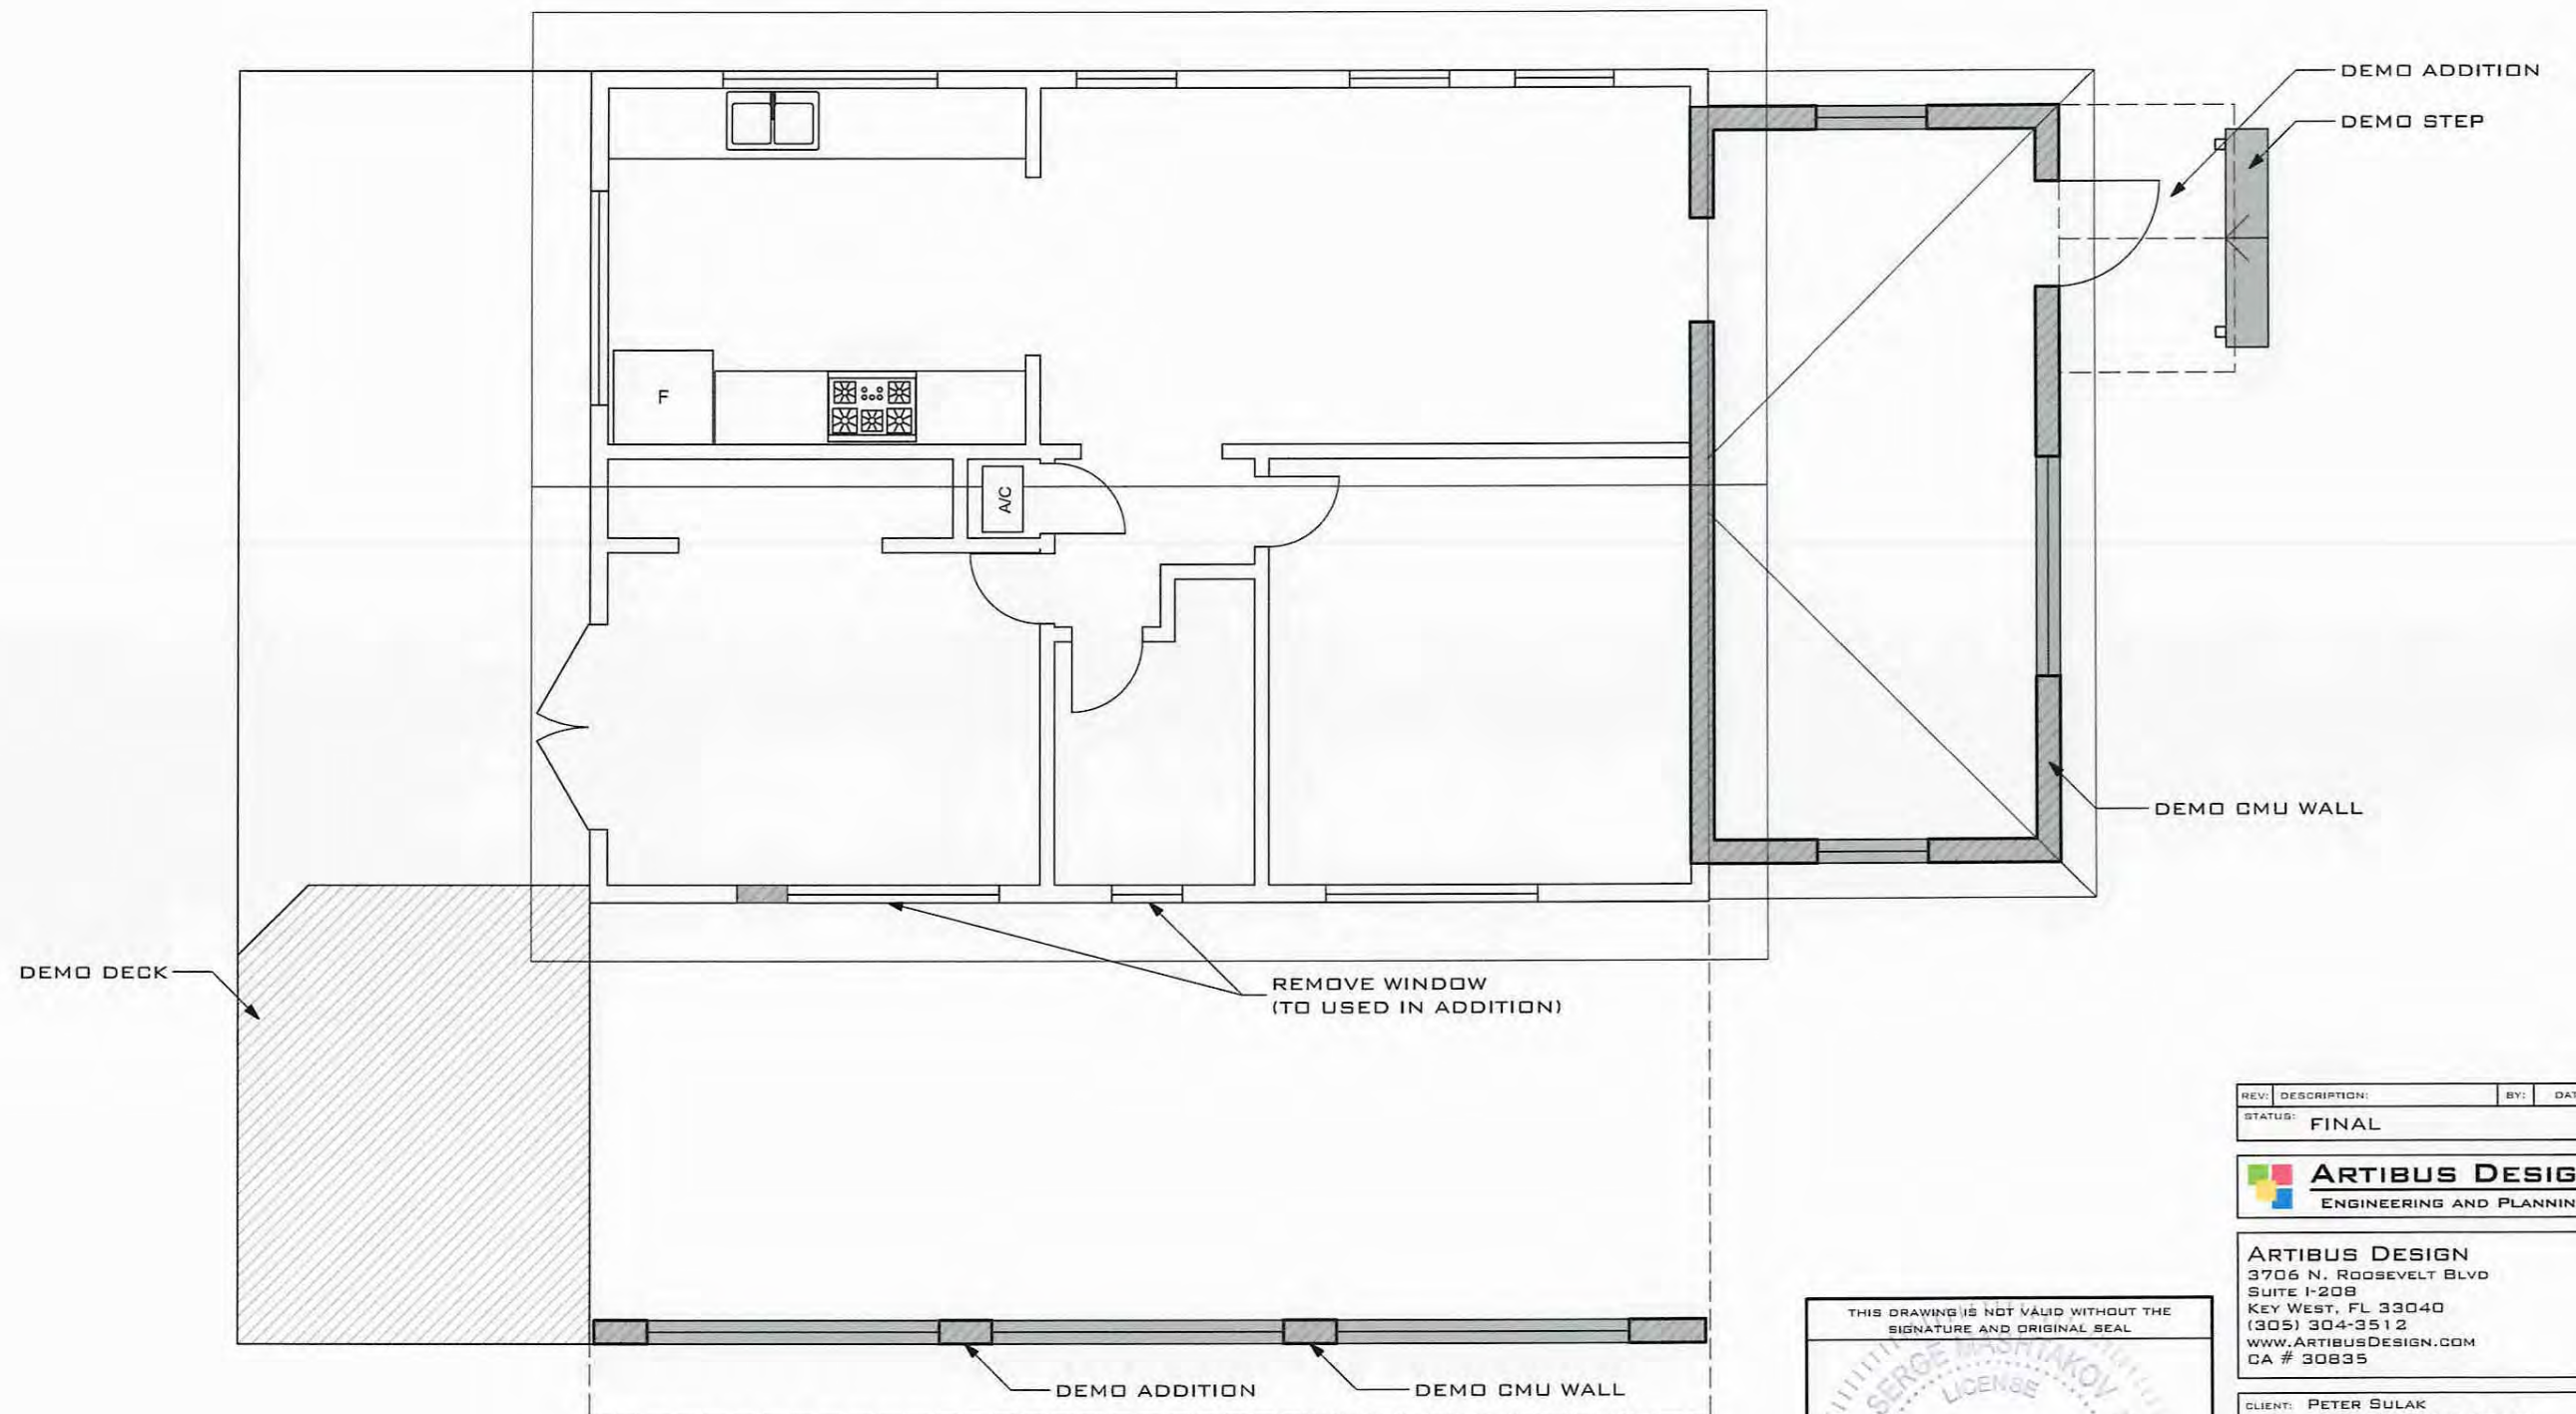 DEMO ADDITION
DEMO STEP
F
A/C
DEMO CMU WALL
DEMO DECK
REMOVE WINDOW
(TO USED IN ADDITION)
DEMO ADDITION
DEMO CMU WALL
REV: DESCRIPTION: BY:
STATUS: FINAL
ARTIBUS DESIG
ENGINEERING AND PLANNIN
ARTIBUS DESIGN
3706 N. ROOSEVELT BLVD
SUITE I-208
KEY WEST, FL 33040
(305) 304-3512
WWW.ARTIBUSDESIGN.COM
CA # 30835
CLIENT: PETER SULAK
THIS DRAWING IS NOT VALID WITHOUT THE
SIGNATURE AND ORIGINAL SEAL
SERGE MASHTAKOV
LICENSE